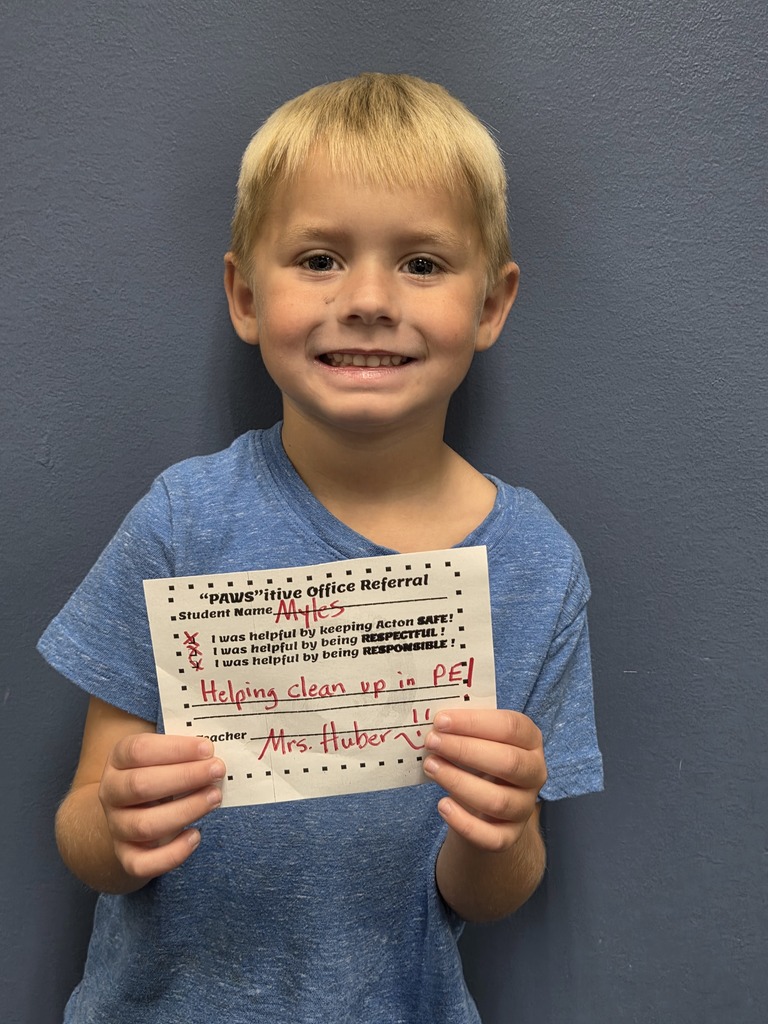 "PAWS"itive Office Referral
Student Name Myles
I was helpful by keeping Acton SAFE!
I was helpful by being RESPECTFUL!
I was helpful by being RESPONSIBLE!
Helping clean up in PE!
Teacher Mrs. Huber